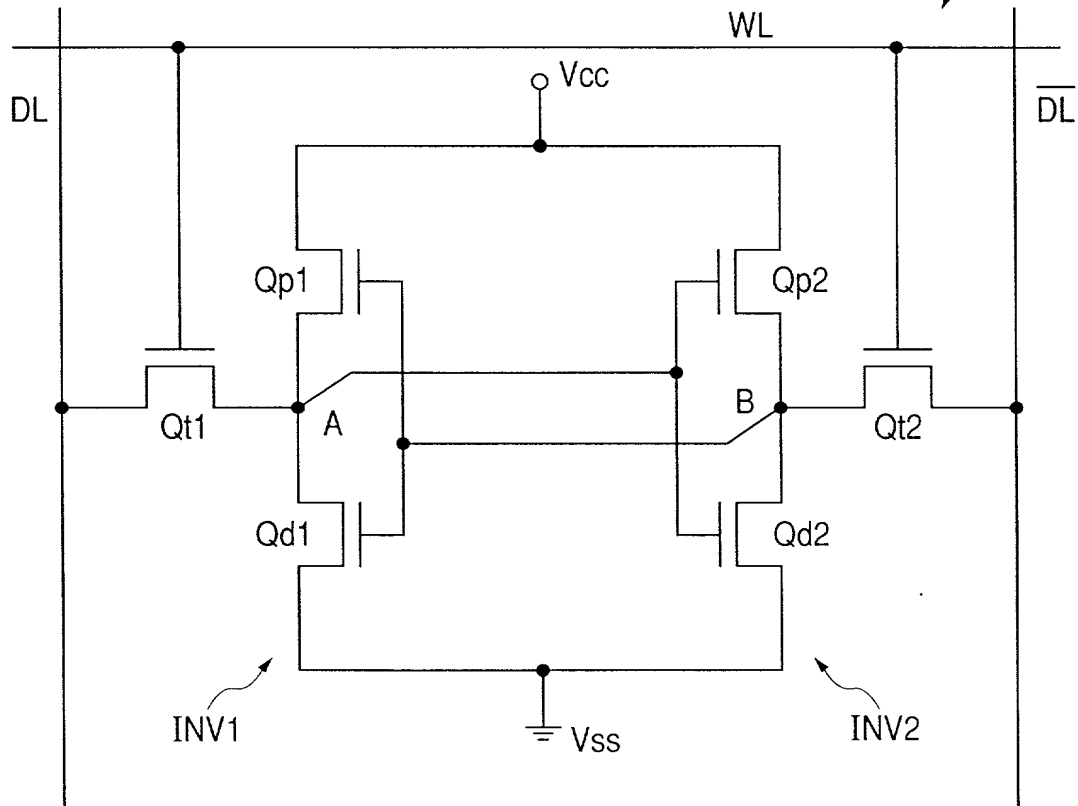 WL
Vcc
DL
DL
Qp1
Qp2
Qt1
A
B
Qt2
Qd1
Qd2
INV1
Vss
INV2